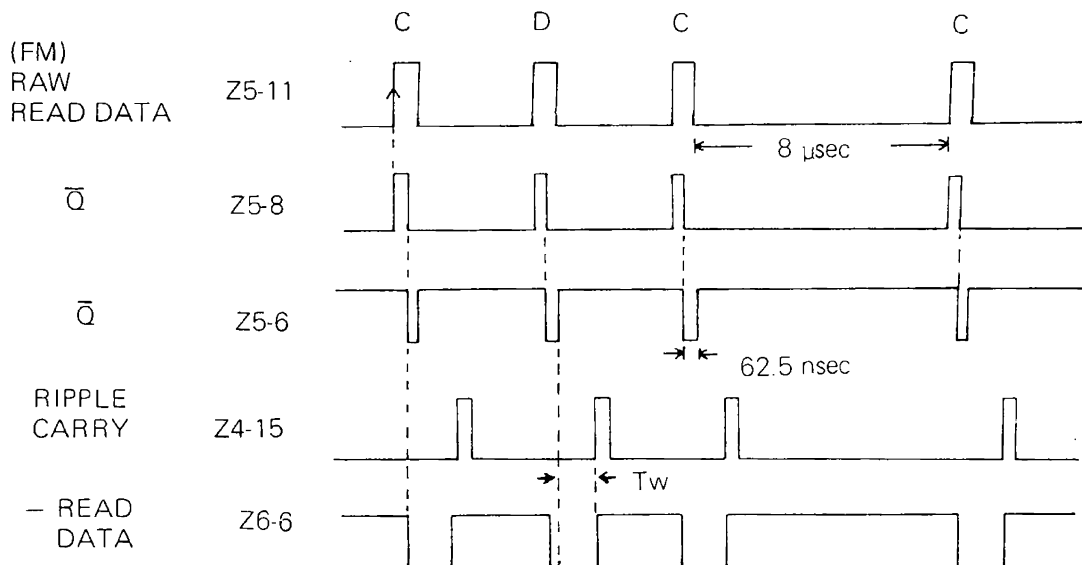 C D C C
(FM)
RAW
READ DATA
Z5-11
8 μsec
Q̅ Z5-8
Q̅ Z5-6
62.5 nsec
RIPPLE
CARRY Z4-15
Tw
– READ
DATA
Z6-6